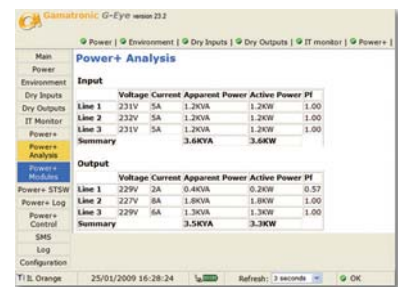 Gamatronic G-Eye version 23.2
Power | Environment | Dry Inputs | Dry Outputs | IT monitor | Power+ |
Main
Power
Environment
Dry Inputs
Dry Outputs
IT Monitor
Power+
Power+ Analysis
Power+ Modules
Power+ STSW
Power+ Log
Power+ Control
SMS
Log
Configuration
Power+ Analysis
Input
Voltage Current Apparent Power Active Power Pf
Line 1 231V 5A 1.2KVA 1.2KW 1.00
Line 2 232V 5A 1.2KVA 1.2KW 1.00
Line 3 231V 5A 1.2KVA 1.2KW 1.00
Summary 3.6KVA 3.6KW
Output
Voltage Current Apparent Power Active Power Pf
Line 1 229V 2A 0.4KVA 0.2KW 0.57
Line 2 227V 8A 1.8KVA 1.8KW 1.00
Line 3 229V 6A 1.3KVA 1.3KW 1.00
Summary 3.5KVA 3.3KW
IL Orange 25/01/2009 16:28:24 Refresh: 3 seconds OK